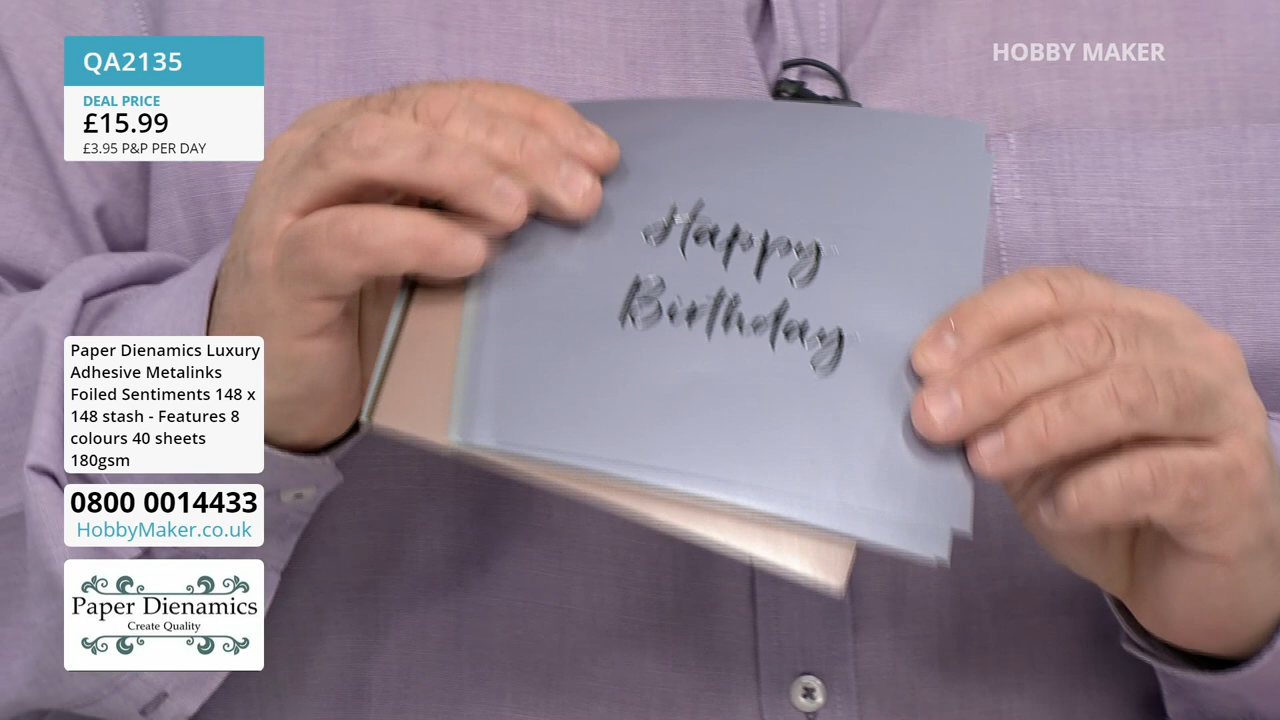 QA2135
DEAL PRICE
£15.99
£3.95 P&P PER DAY
HOBBY MAKER
Happy
Birthday
Paper Dienamics Luxury
Adhesive Metalinks
Foiled Sentiments 148 x
148 stash - Features 8
colours 40 sheets
180gsm
0800 0014433
HobbyMaker.co.uk
Paper Dienamics
Create Quality